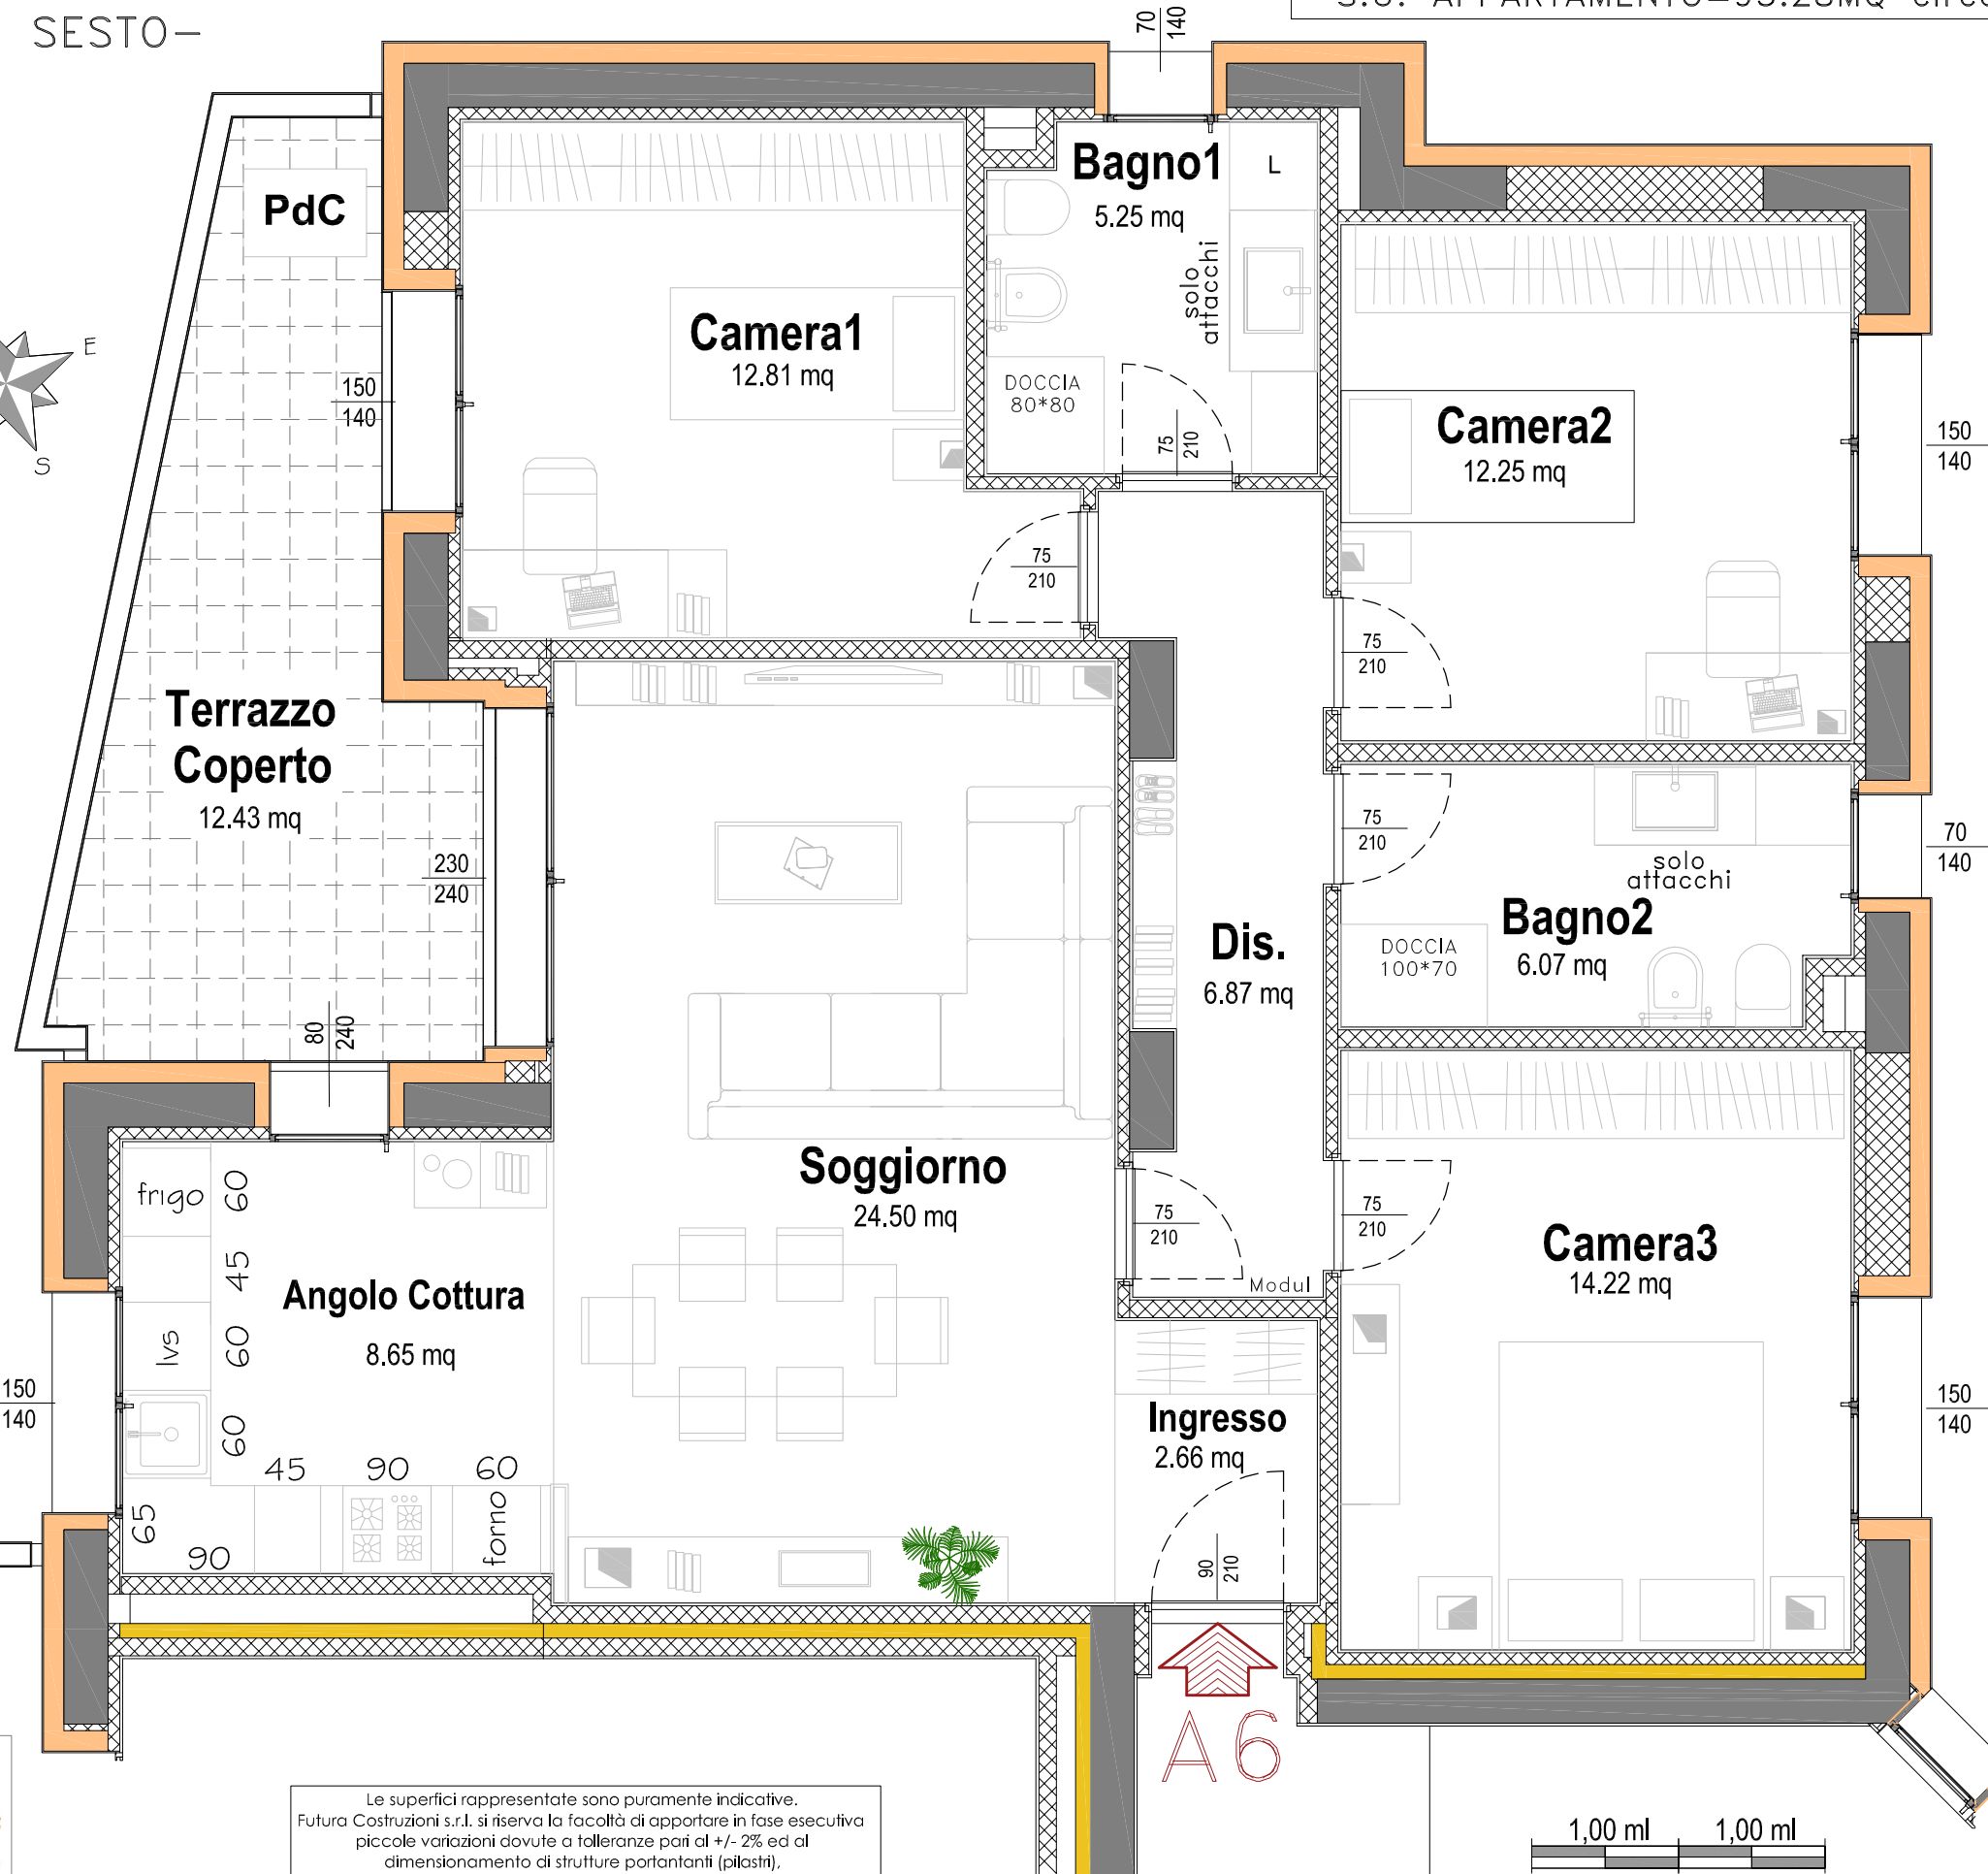 SESTO-
S.U. APPARTAMENTO=93.28MQ circa
70
140
PdC
Bagno1
5.25 mq
L
solo
attacchi
DOCCIA
80*80
75
210
Camera1
12.81 mq
150
140
75
210
E
S
Camera2
12.25 mq
150
140
75
210
Terrazzo
Coperto
12.43 mq
230
240
80
240
75
210
solo
attacchi
Bagno2
6.07 mq
DOCCIA
100*70
70
140
Dis.
6.87 mq
Soggiorno
24.50 mq
75
210
Modul
75
210
Camera3
14.22 mq
150
140
frigo
60
45
lvs
60
60
Angolo Cottura
8.65 mq
150
140
45
90
60
forno
65
90
Ingresso
2.66 mq
90
210
A6
Le superfici rappresentate sono puramente indicative.
Futura Costruzioni s.r.l. si riserva la facoltà di apportare in fase esecutiva
piccole variazioni dovute a tolleranze pari al +/- 2% ed al
dimensionamento di strutture portantanti (pilastri),
1,00 ml
1,00 ml